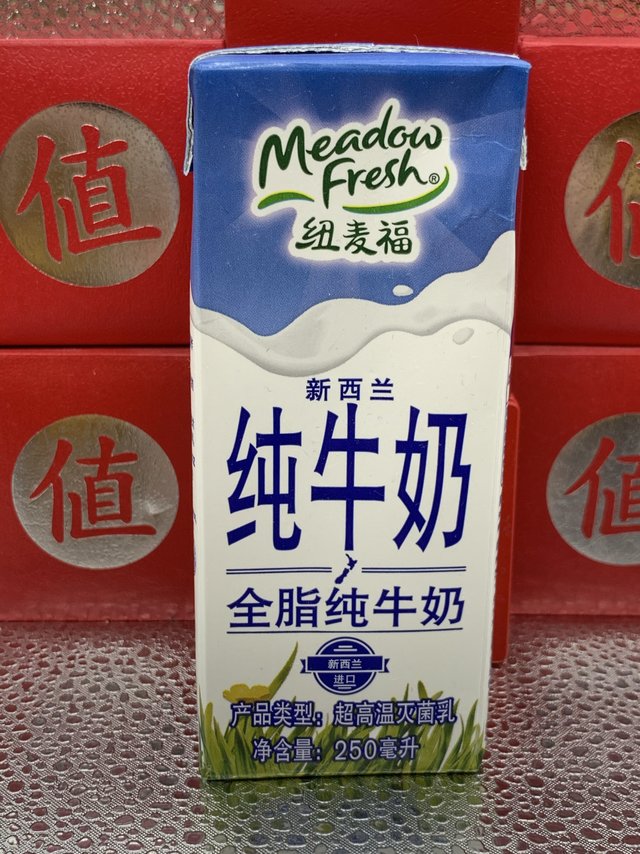 Meadow
Fresh®
纽麦福
新西兰
纯牛奶
全脂纯牛奶
新西兰
进口
产品类型：超高温灭菌乳
净含量：250毫升
值
值
值
值